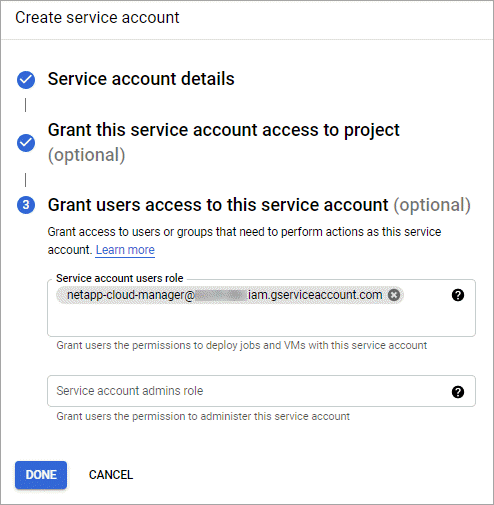 Create service account
Service account details
Grant this service account access to project
(optional)
3
Grant users access to this service account (optional)
Grant access to users or groups that need to perform actions as this service
account. Learn more
Service account users role
netapp-cloud-manager@ iam.gserviceaccount.com
Grant users the permissions to deploy jobs and VMs with this service account
Service account admins role
Grant users the permission to administer this service account
DONE CANCEL